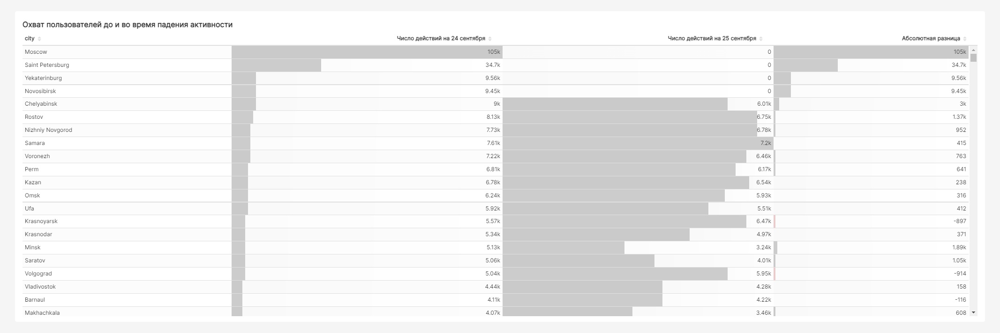 Охват пользователей до и во время падения активности
city Число действий на 24 сентября Число действий на 25 сентября Абсолютная разница
Moscow 105k 0 105k
Saint Petersburg 34.7k 0 34.7k
Yekaterinburg 9.56k 0 9.56k
Novosibirsk 9.45k 0 9.45k
Chelyabinsk 9k 6.01k 3k
Rostov 8.13k 6.75k 1.37k
Nizhniy Novgorod 7.73k 6.78k 952
Samara 7.61k 7.2k 415
Voronezh 7.22k 6.46k 763
Perm 6.81k 6.17k 641
Kazan 6.78k 6.54k 238
Omsk 6.24k 5.93k 316
Ufa 5.92k 5.51k 412
Krasnoyarsk 5.57k 6.47k -897
Krasnodar 5.34k 4.97k 371
Minsk 5.13k 3.24k 1.89k
Saratov 5.06k 4.01k 1.05k
Volgograd 5.04k 5.95k -914
Vladivostok 4.44k 4.28k 158
Barnaul 4.11k 4.22k -116
Makhachkala 4.07k 3.46k 608